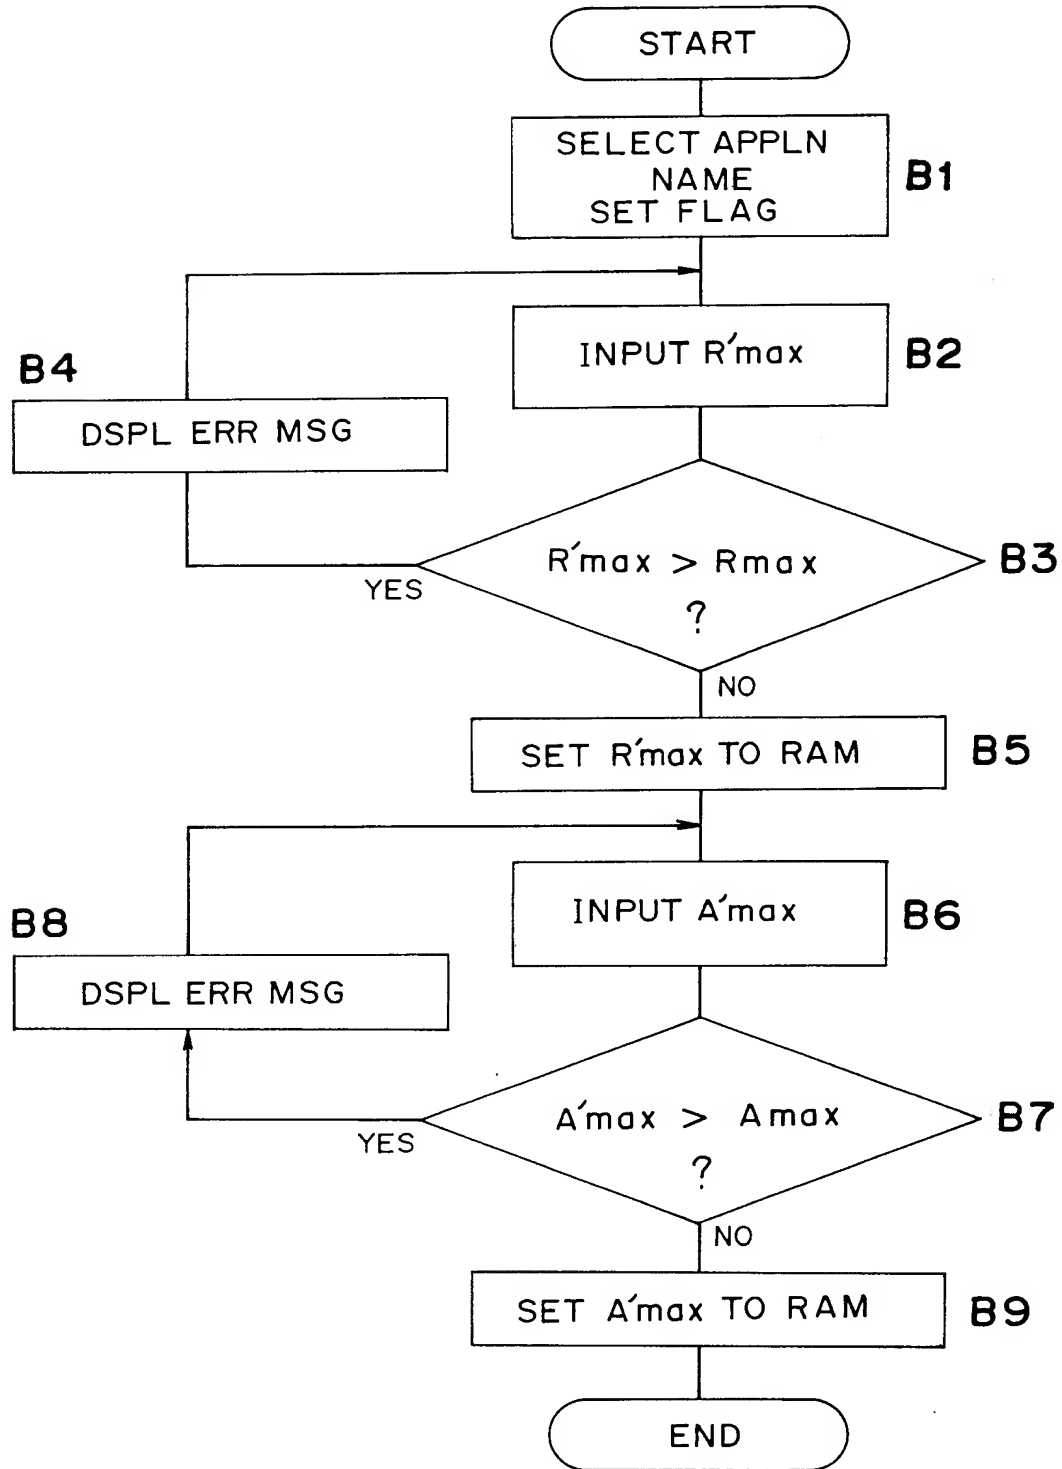 START
SELECT APPLN
NAME
SET FLAG
B1
INPUT R'max
B2
B4
DSPL ERR MSG
R'max > Rmax
?
B3
YES
NO
SET R'max TO RAM
B5
INPUT A'max
B6
B8
DSPL ERR MSG
A'max > Amax
?
B7
YES
NO
SET A'max TO RAM
B9
END